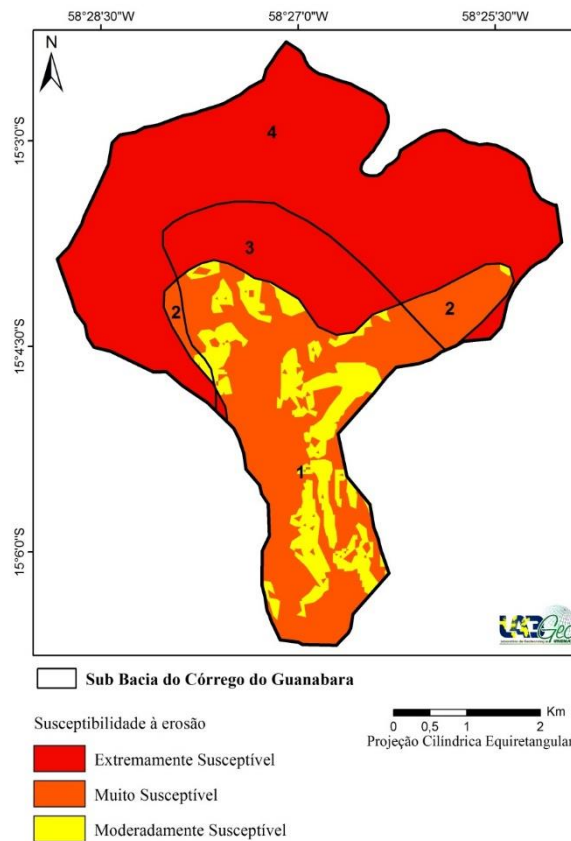 58°28'30"W 58°27'0"W 58°25'30"W
N
15°3'0"S
4
3
2 2
15°4'30"S
1
15°6'0"S
Sub Bacia do Córrego do Guanabara
Km
0 0,5 1 2
Projeção Cilíndrica Equiretangular
Susceptibilidade à erosão
Extremamente Susceptível
Muito Susceptível
Moderadamente Susceptível